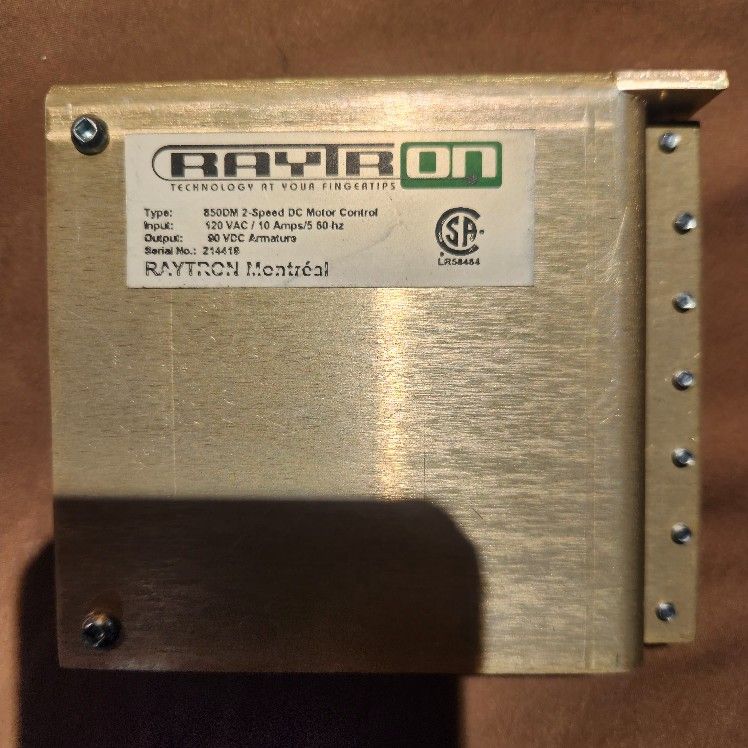 RAYTRON
TECHNOLOGY AT YOUR FINGERTIPS
Type: 850DM 2-Speed DC Motor Control
Input: 120 VAC / 10 Amps/5 60-hz
Output: 90 VDC Armature
Serial No.: 214418
RAYTRON Montréal
SA
LR58484